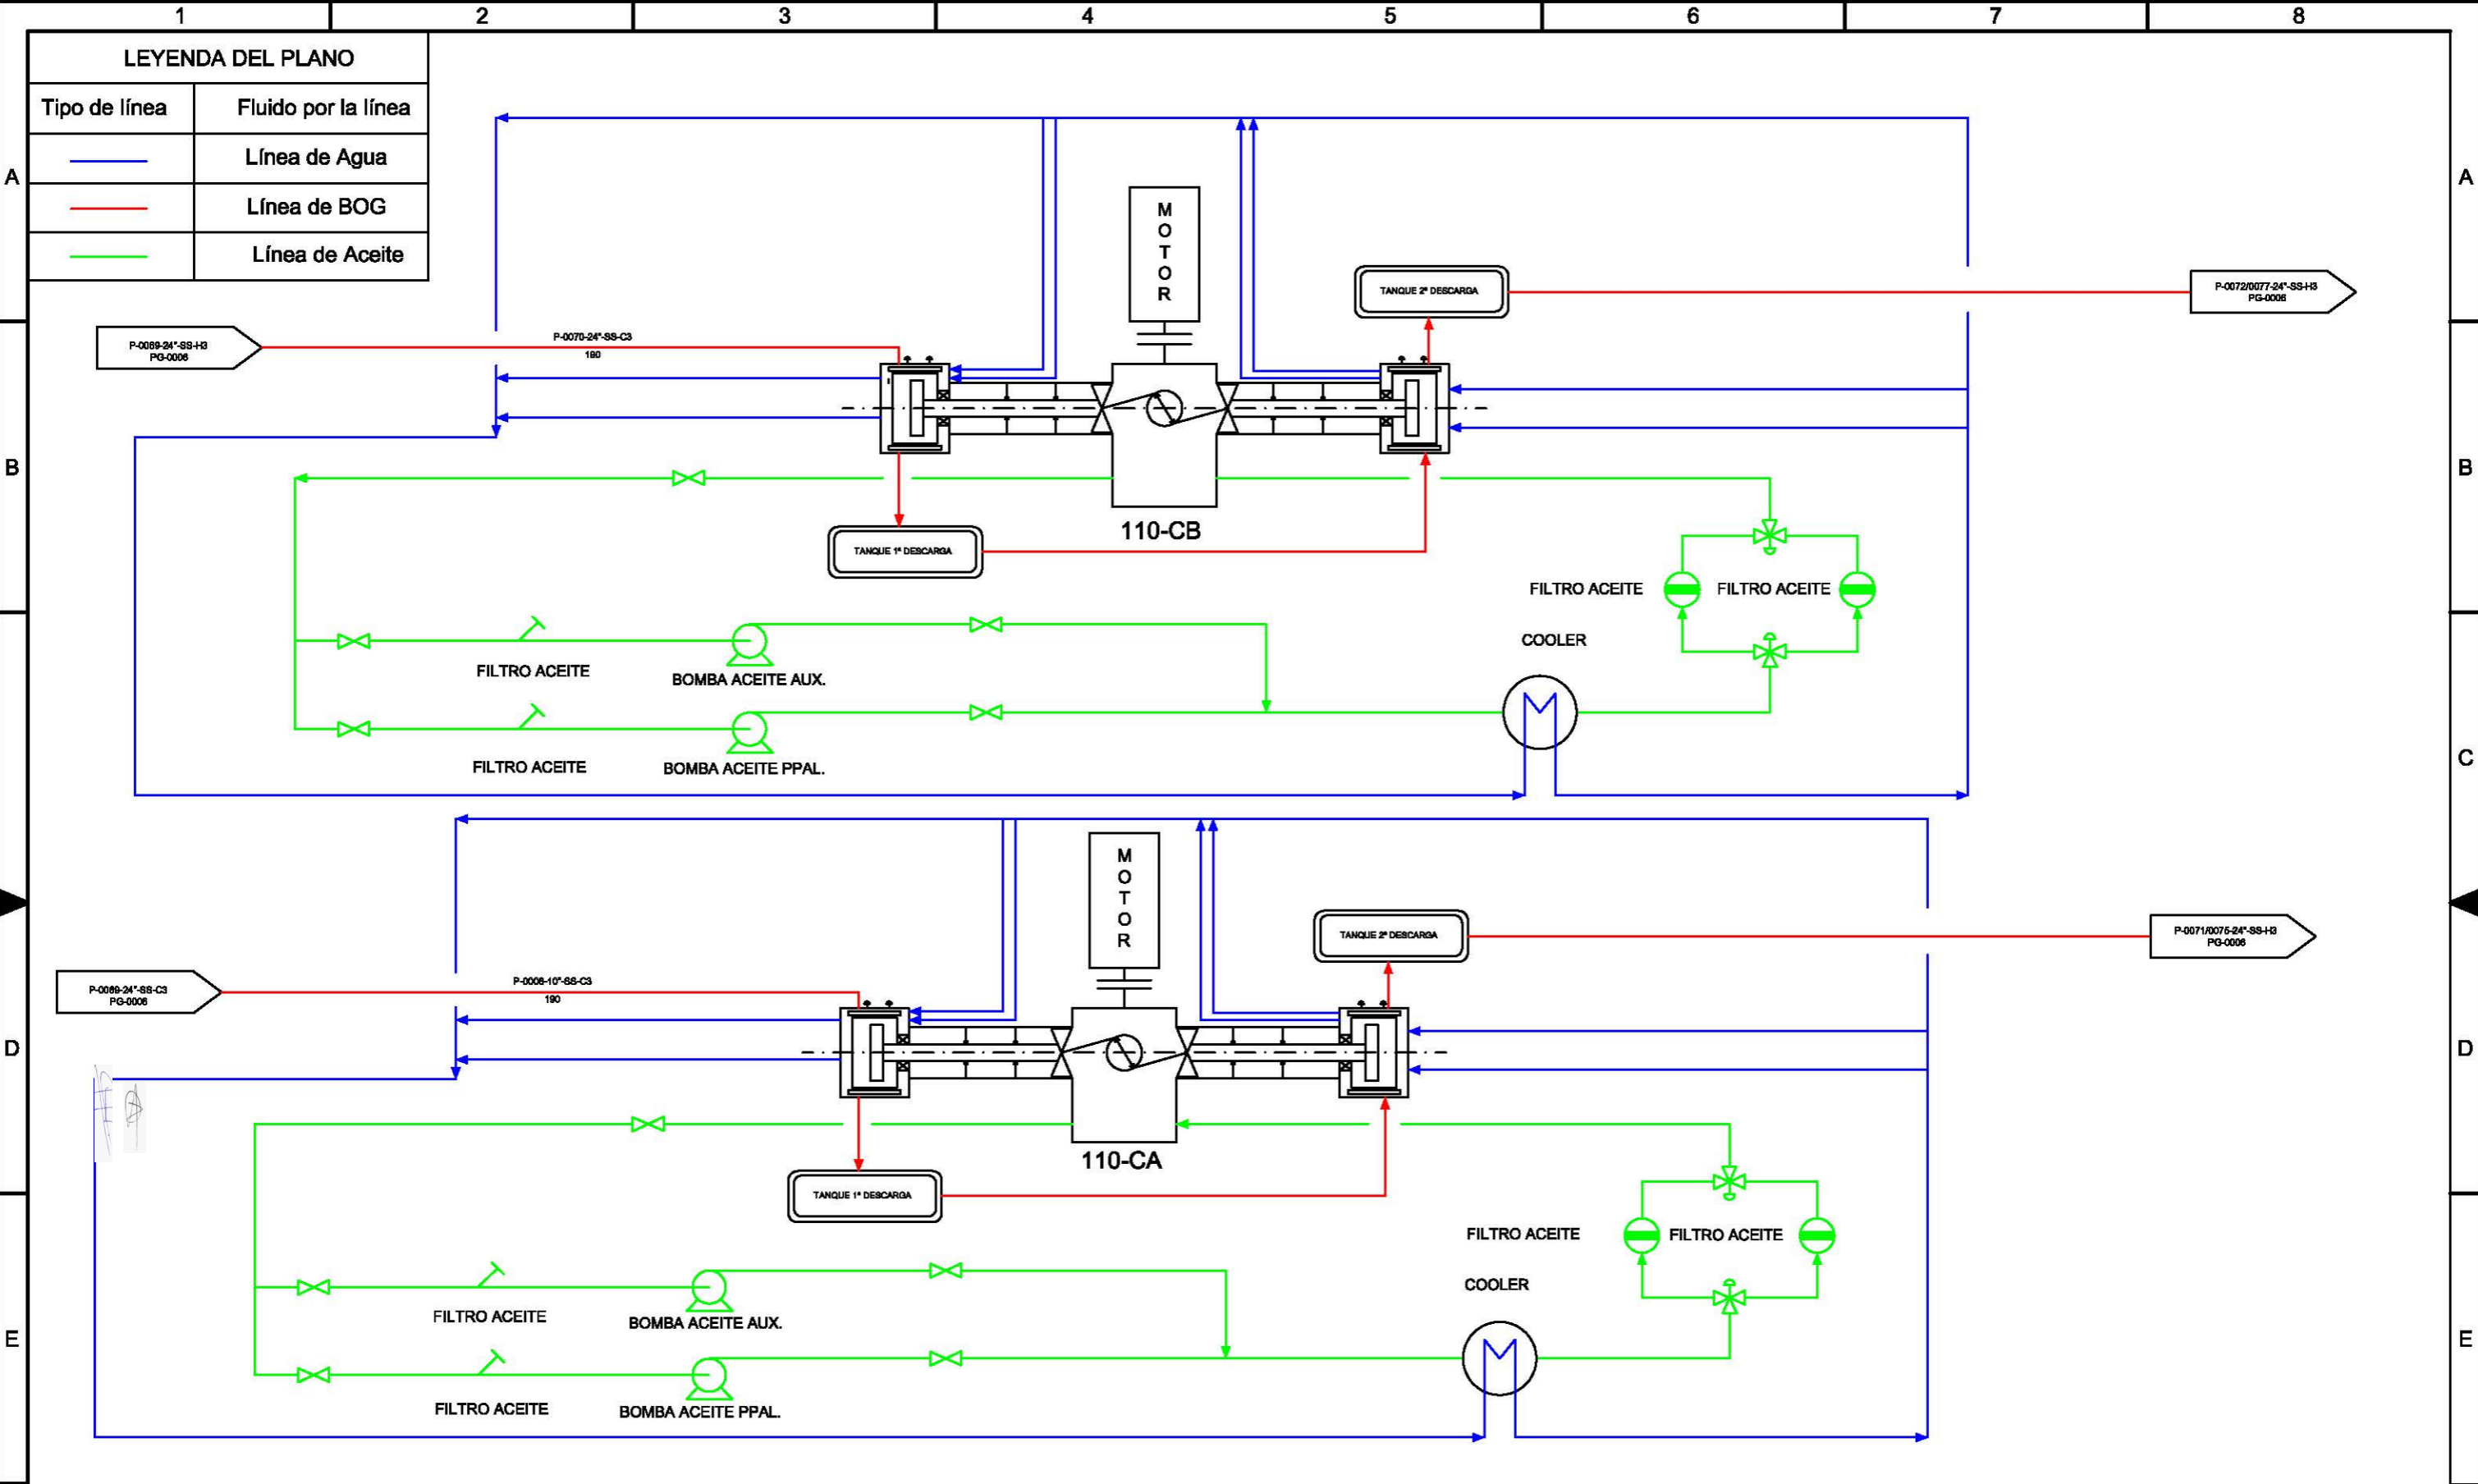 1 2 3 4 5 6 7 8
LEYENDA DEL PLANO
Tipo de línea Fluido por la línea
Línea de Agua
Línea de BOG
Línea de Aceite
A A
MOTOR
TANQUE 2ª DESCARGA
P-0072/0077-24"-SS-H3
PG-0006
P-0069-24"-SS-H3
PG-0006
P-0070-24"-SS-C3
190
B B
110-CB
TANQUE 1ª DESCARGA
FILTRO ACEITE FILTRO ACEITE
COOLER
FILTRO ACEITE
BOMBA ACEITE AUX.
FILTRO ACEITE
BOMBA ACEITE PPAL.
C C
MOTOR
TANQUE 2ª DESCARGA
P-0071/0075-24"-SS-H3
PG-0006
P-0069-24"-SS-C3
PG-0006
P-0006-10"-SS-C3
190
D D
110-CA
TANQUE 1ª DESCARGA
FILTRO ACEITE FILTRO ACEITE
COOLER
FILTRO ACEITE
BOMBA ACEITE AUX.
E E
FILTRO ACEITE
BOMBA ACEITE PPAL.